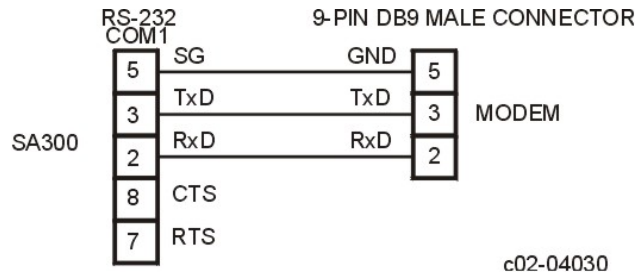 RS-232 9-PIN DB9 MALE CONNECTOR
COM1
5 SG GND 5
3 TxD TxD 3 MODEM
SA300
2 RxD RxD 2
8 CTS
7 RTS
c02-04030